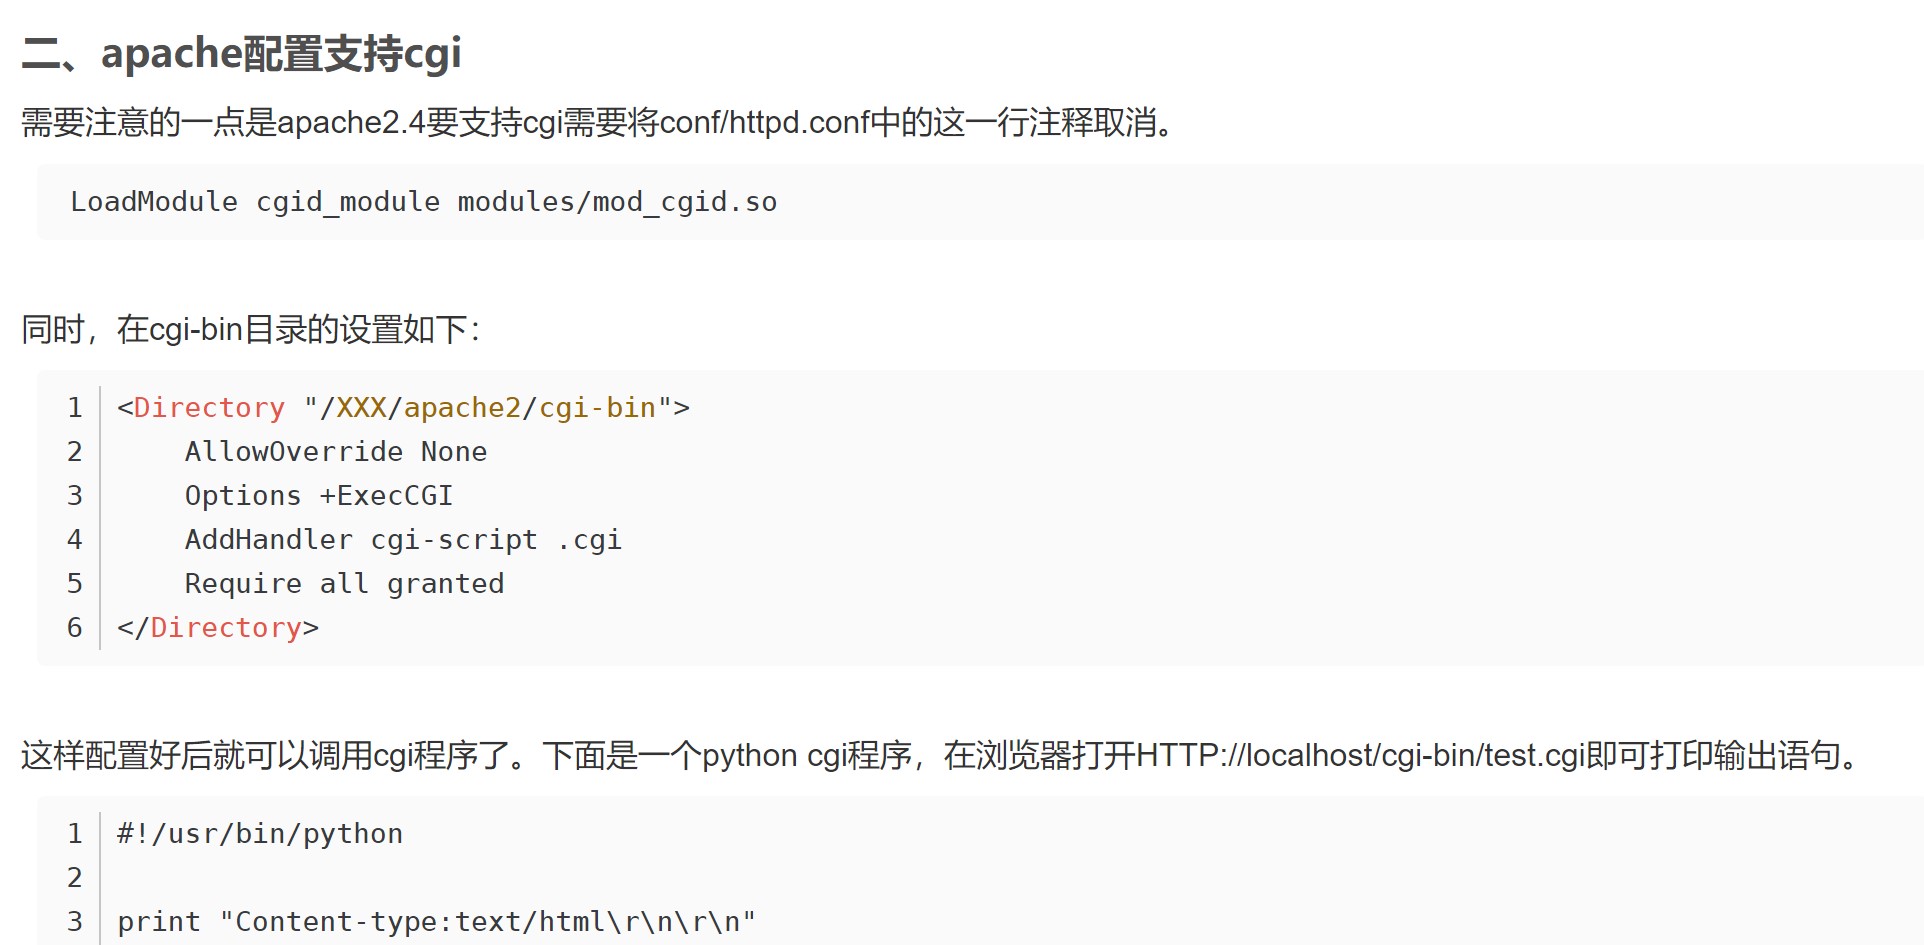 二、apache配置支持cgi
需要注意的一点是apache2.4要支持cgi需要将conf/httpd.conf中的这一行注释取消。
LoadModule cgid_module modules/mod_cgid.so
同时，在cgi-bin目录的设置如下：
1 <Directory "/XXX/apache2/cgi-bin">
2     AllowOverride None
3     Options +ExecCGI
4     AddHandler cgi-script .cgi
5     Require all granted
6 </Directory>
这样配置好后就可以调用cgi程序了。下面是一个python cgi程序，在浏览器打开HTTP://localhost/cgi-bin/test.cgi即可打印输出语句。
1 #!/usr/bin/python
2
3 print "Content-type:text/html\r\n\r\n"